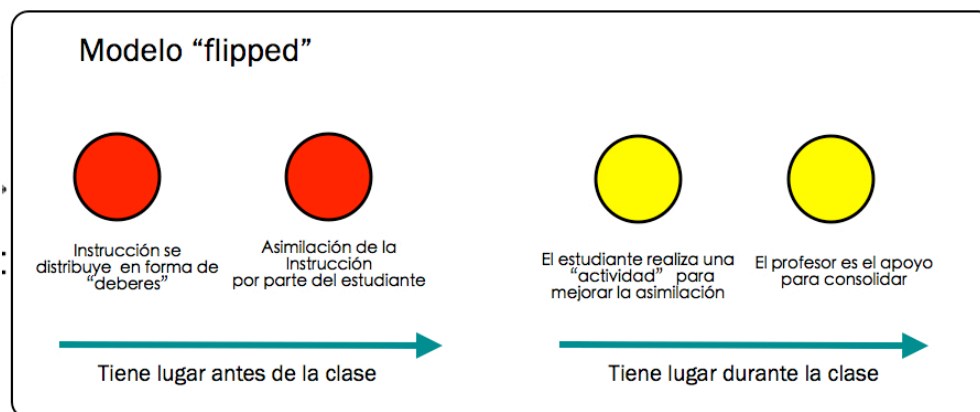 Modelo “flipped”
Instrucción se
distribuye en forma de
“deberes”
Asimilación de la
Instrucción
por parte del estudiante
El estudiante realiza una
“actividad” para
mejorar la asimilación
El profesor es el apoyo
para consolidar
Tiene lugar antes de la clase
Tiene lugar durante la clase